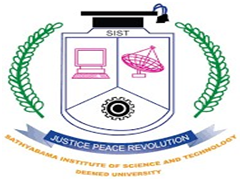 SIST
JUSTICE PEACE REVOLUTION
SATHYABAMA INSTITUTE OF SCIENCE AND TECHNOLOGY
DEEMED UNIVERSITY